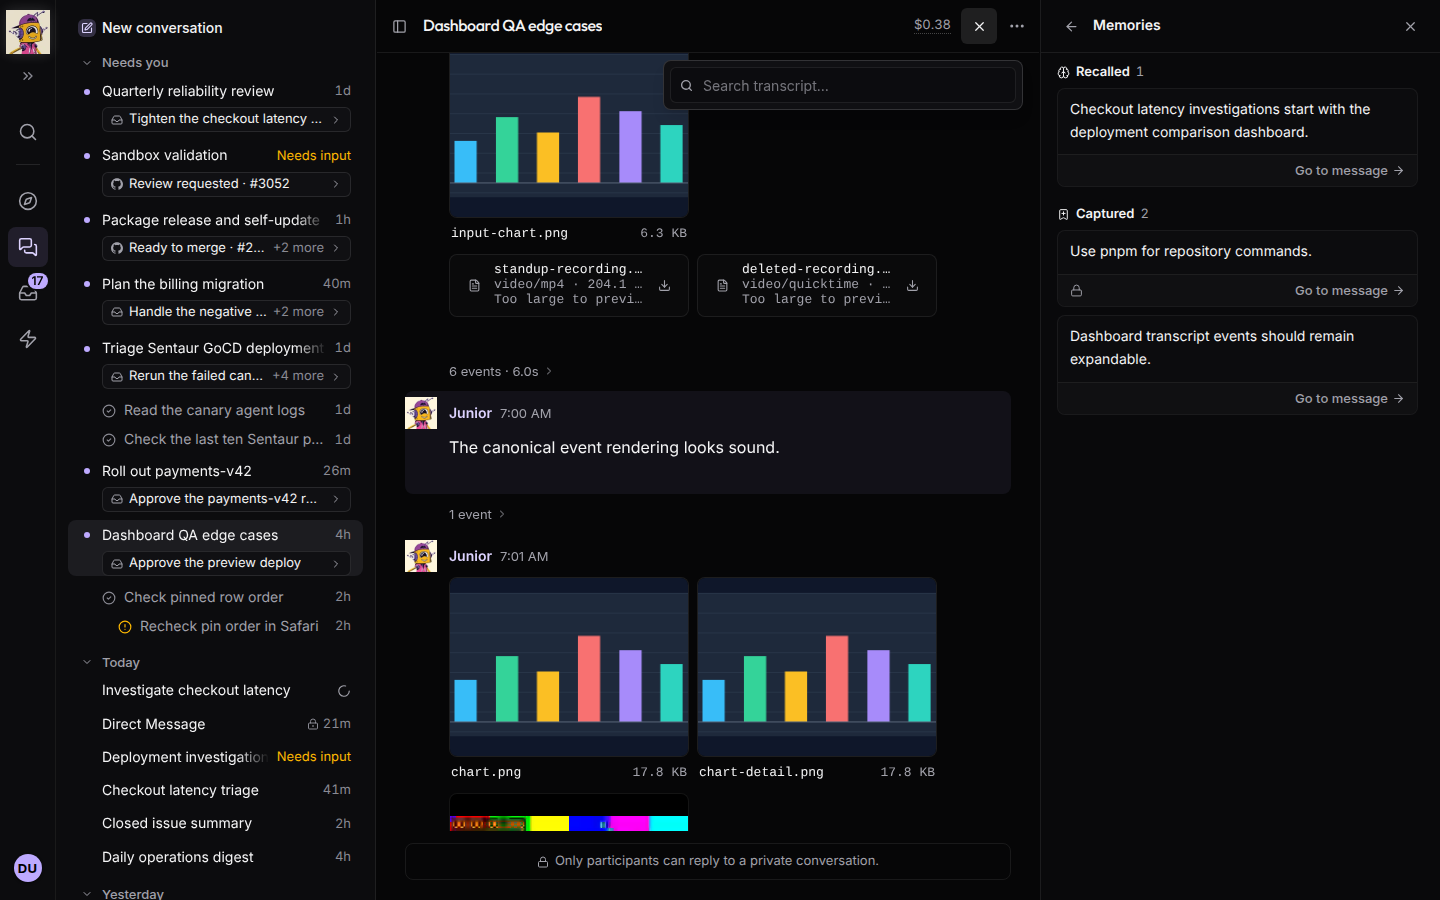 New conversation
Needs you
Quarterly reliability review 1d
Tighten the checkout latency ...
Sandbox validation Needs input
Review requested · #3052
Package release and self-update 1h
Ready to merge · #2... +2 more
Plan the billing migration 40m
Handle the negative ... +2 more
Triage Sentaur GoCD deployment 1d
Rerun the failed can... +4 more
Read the canary agent logs 1d
Check the last ten Sentaur p... 1d
Roll out payments-v42 26m
Approve the payments-v42 r...
Dashboard QA edge cases 4h
Approve the preview deploy
Check pinned row order 2h
Recheck pin order in Safari 2h
Today
Investigate checkout latency
Direct Message 21m
Deployment investigation Needs input
Checkout latency triage 41m
Closed issue summary 2h
Daily operations digest 4h
Yesterday
17
DU
Dashboard QA edge cases $0.38
Search transcript...
input-chart.png 6.3 KB
standup-recording.…
video/mp4 · 204.1 …
Too large to previ…
deleted-recording.…
video/quicktime · …
Too large to previ…
6 events · 6.0s
Junior 7:00 AM
The canonical event rendering looks sound.
1 event
Junior 7:01 AM
chart.png 17.8 KB
chart-detail.png 17.8 KB
Only participants can reply to a private conversation.
Memories
Recalled 1
Checkout latency investigations start with the
deployment comparison dashboard.
Go to message
Captured 2
Use pnpm for repository commands.
Go to message
Dashboard transcript events should remain
expandable.
Go to message